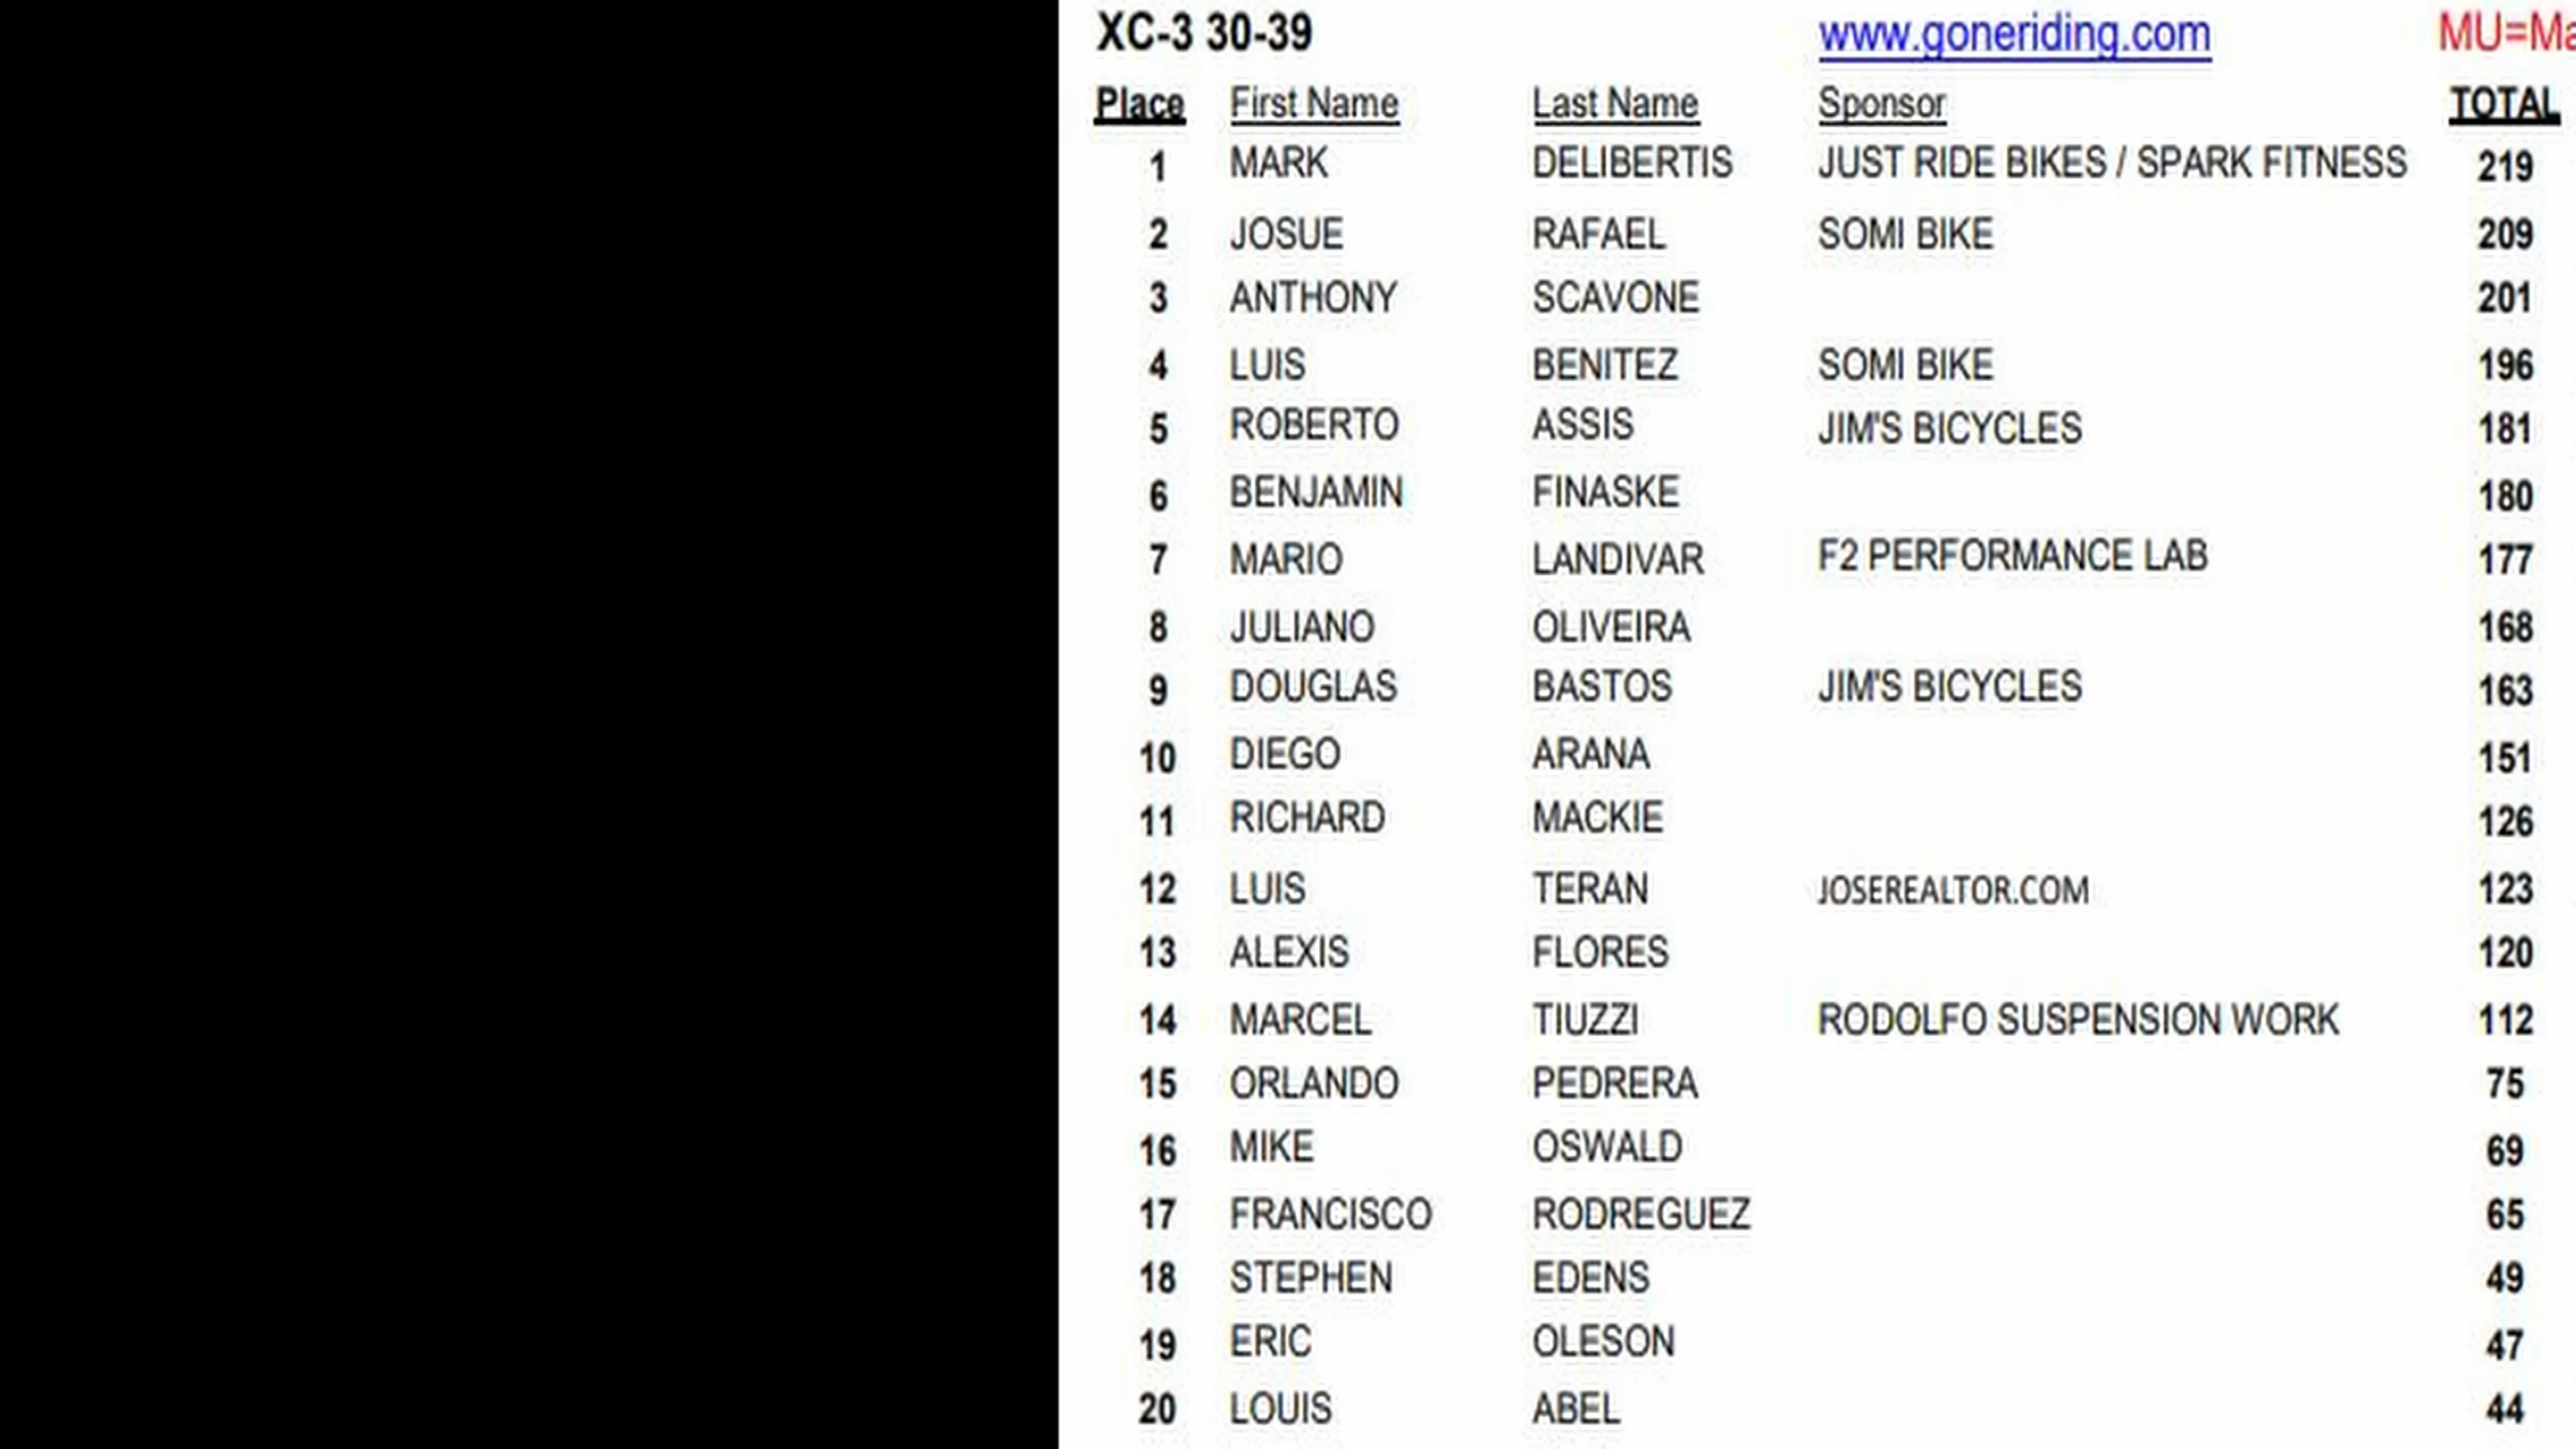 XC-3 30-39 www.goneriding.com MU=Ma
Place First Name Last Name Sponsor TOTAL
1 MARK DELIBERTIS JUST RIDE BIKES / SPARK FITNESS 219
2 JOSUE RAFAEL SOMI BIKE 209
3 ANTHONY SCAVONE 201
4 LUIS BENITEZ SOMI BIKE 196
5 ROBERTO ASSIS JIM'S BICYCLES 181
6 BENJAMIN FINASKE 180
7 MARIO LANDIVAR F2 PERFORMANCE LAB 177
8 JULIANO OLIVEIRA 168
9 DOUGLAS BASTOS JIM'S BICYCLES 163
10 DIEGO ARANA 151
11 RICHARD MACKIE 126
12 LUIS TERAN JOSEREALTOR.COM 123
13 ALEXIS FLORES 120
14 MARCEL TIUZZI RODOLFO SUSPENSION WORK 112
15 ORLANDO PEDRERA 75
16 MIKE OSWALD 69
17 FRANCISCO RODREGUEZ 65
18 STEPHEN EDENS 49
19 ERIC OLESON 47
20 LOUIS ABEL 44